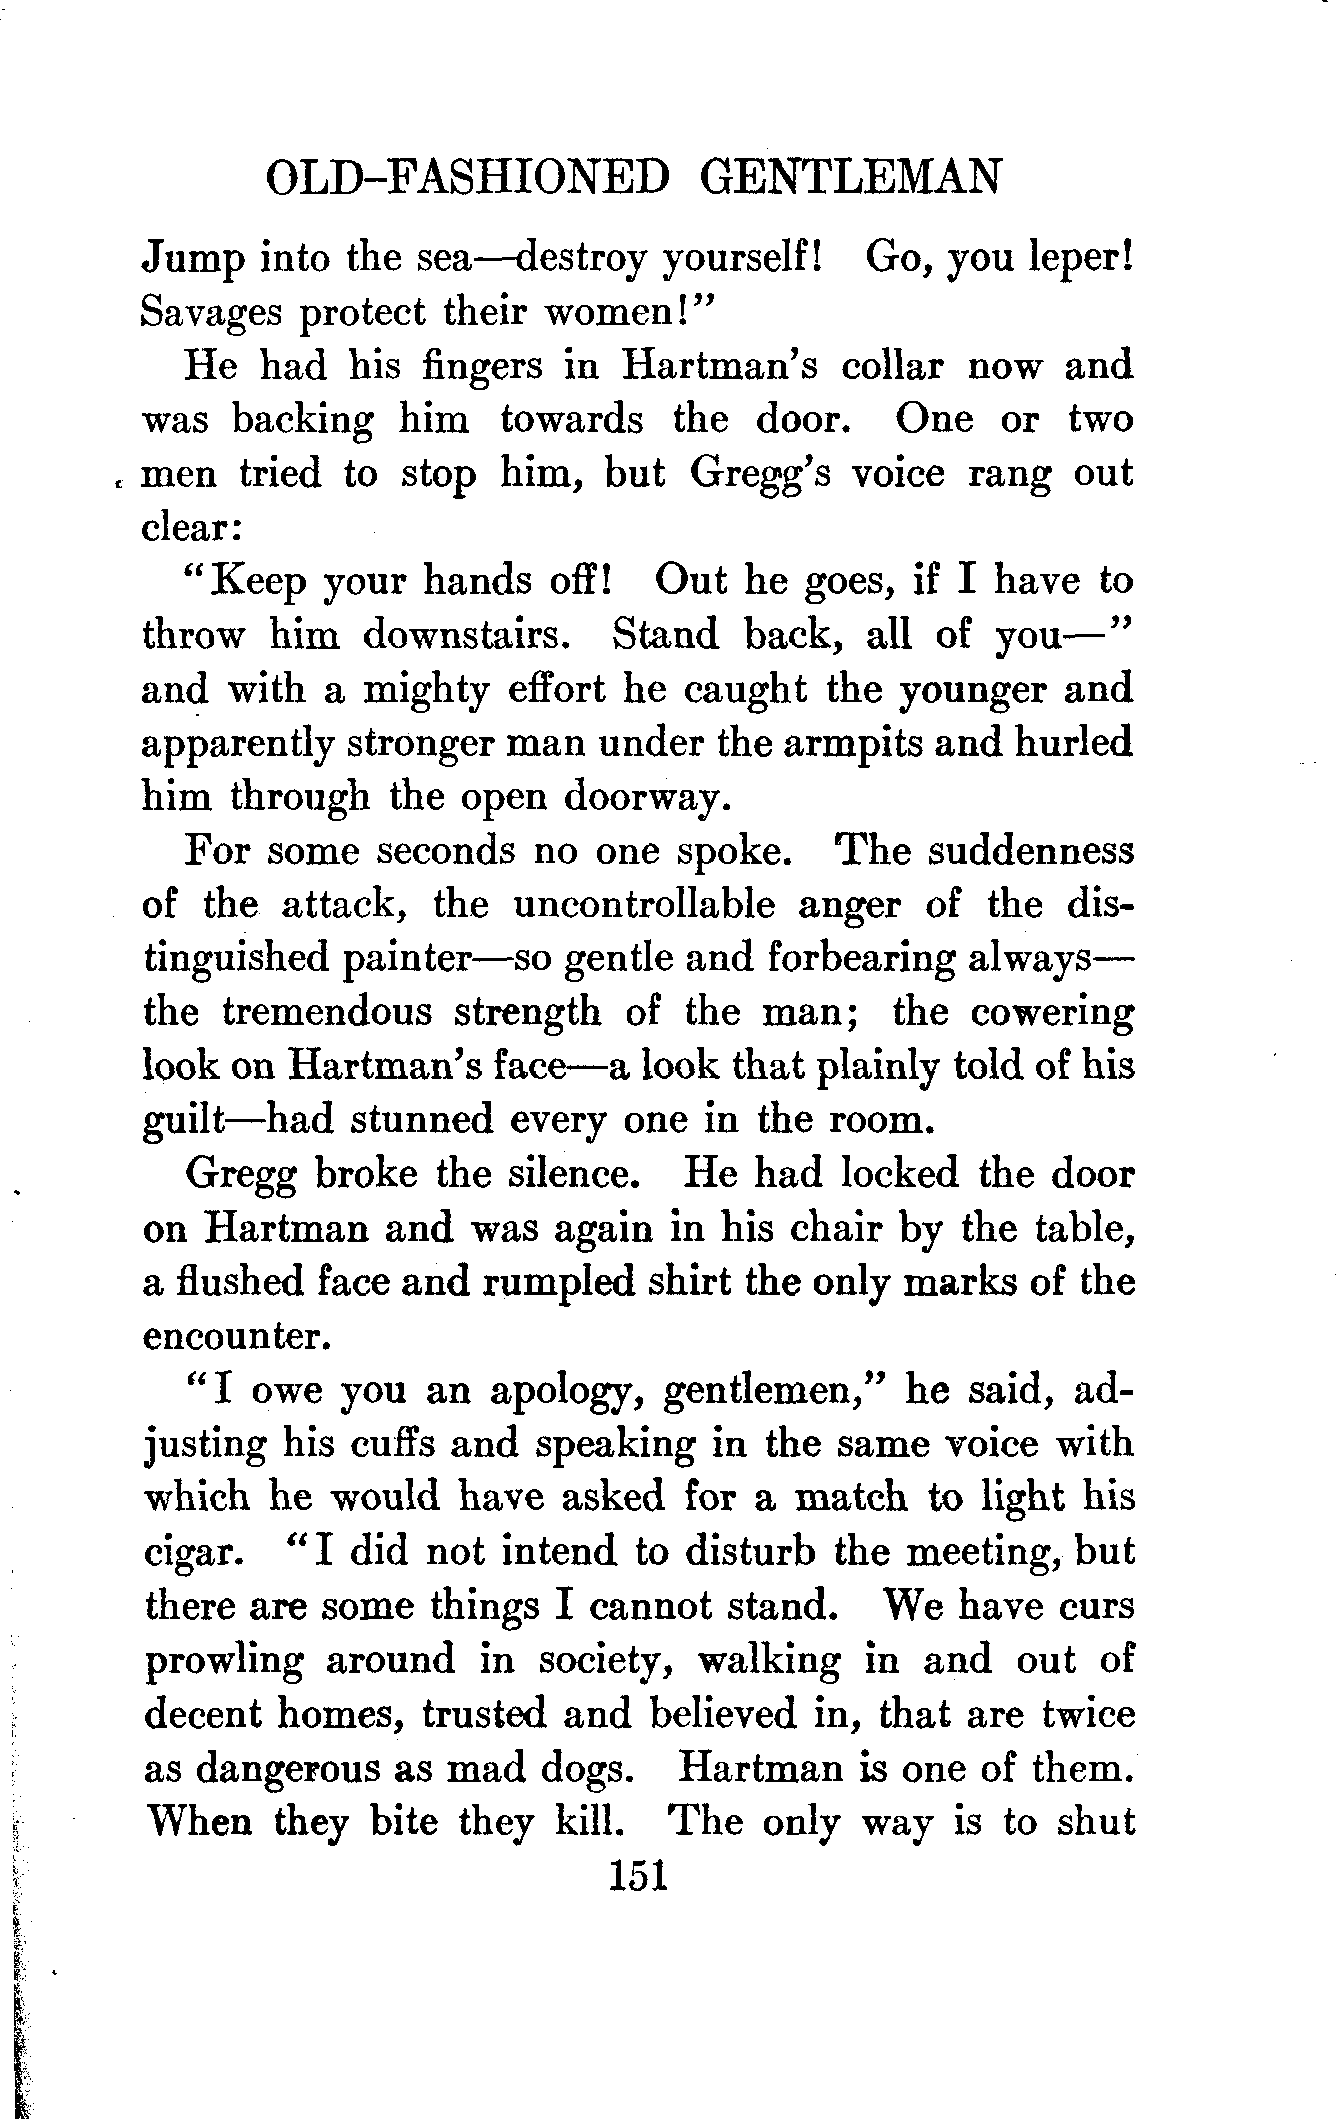 OLD-FASHIONED GENTLEMAN
Jump into the sea—destroy yourself! Go, you leper!
Savages protect their women!”
He had his fingers in Hartman’s collar now and
was backing him towards the door. One or two
men tried to stop him, but Gregg’s voice rang out
clear:
“Keep your hands off! Out he goes, if I have to
throw him downstairs. Stand back, all of you—”
and with a mighty effort he caught the younger and
apparently stronger man under the armpits and hurled
him through the open doorway.
For some seconds no one spoke. The suddenness
of the attack, the uncontrollable anger of the dis-
tinguished painter—so gentle and forbearing always—
the tremendous strength of the man; the cowering
look on Hartman’s face—a look that plainly told of his
guilt—had stunned every one in the room.
Gregg broke the silence. He had locked the door
on Hartman and was again in his chair by the table,
a flushed face and rumpled shirt the only marks of the
encounter.
“I owe you an apology, gentlemen,” he said, ad-
justing his cuffs and speaking in the same voice with
which he would have asked for a match to light his
cigar. “I did not intend to disturb the meeting, but
there are some things I cannot stand. We have curs
prowling around in society, walking in and out of
decent homes, trusted and believed in, that are twice
as dangerous as mad dogs. Hartman is one of them.
When they bite they kill. The only way is to shut
151